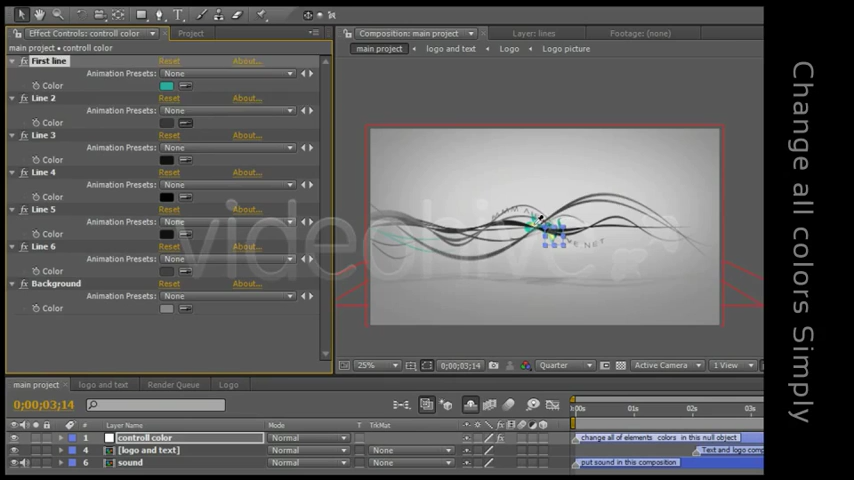 Effect Controls: controll color
Project
Composition: main project
Layer: lines
Footage: (none)
main project • controll color
main project
logo and text
Logo
Logo picture
First line
Reset
About...
Animation Presets:
None
Color
Line 2
Reset
About...
Animation Presets:
None
Color
Line 3
Reset
About...
Animation Presets:
None
Color
Line 4
Reset
About...
Animation Presets:
None
Color
Line 5
Reset
About...
Animation Presets:
None
Color
Line 6
Reset
About...
Animation Presets:
None
Color
Background
Reset
About...
Animation Presets:
None
Color
videohive
Change all colors Simply
25%
0;00;03;14
Quarter
Active Camera
1 View
main project
logo and text
Render Queue
Logo
0;00;03;14
00s
01s
02s
03s
#
Layer Name
Mode
T
TrkMat
1
controll color
Normal
change all of elements colors in this null object
4
[logo and text]
Normal
None
Text and logo comp
6
sound
Normal
None
put sound in this composition